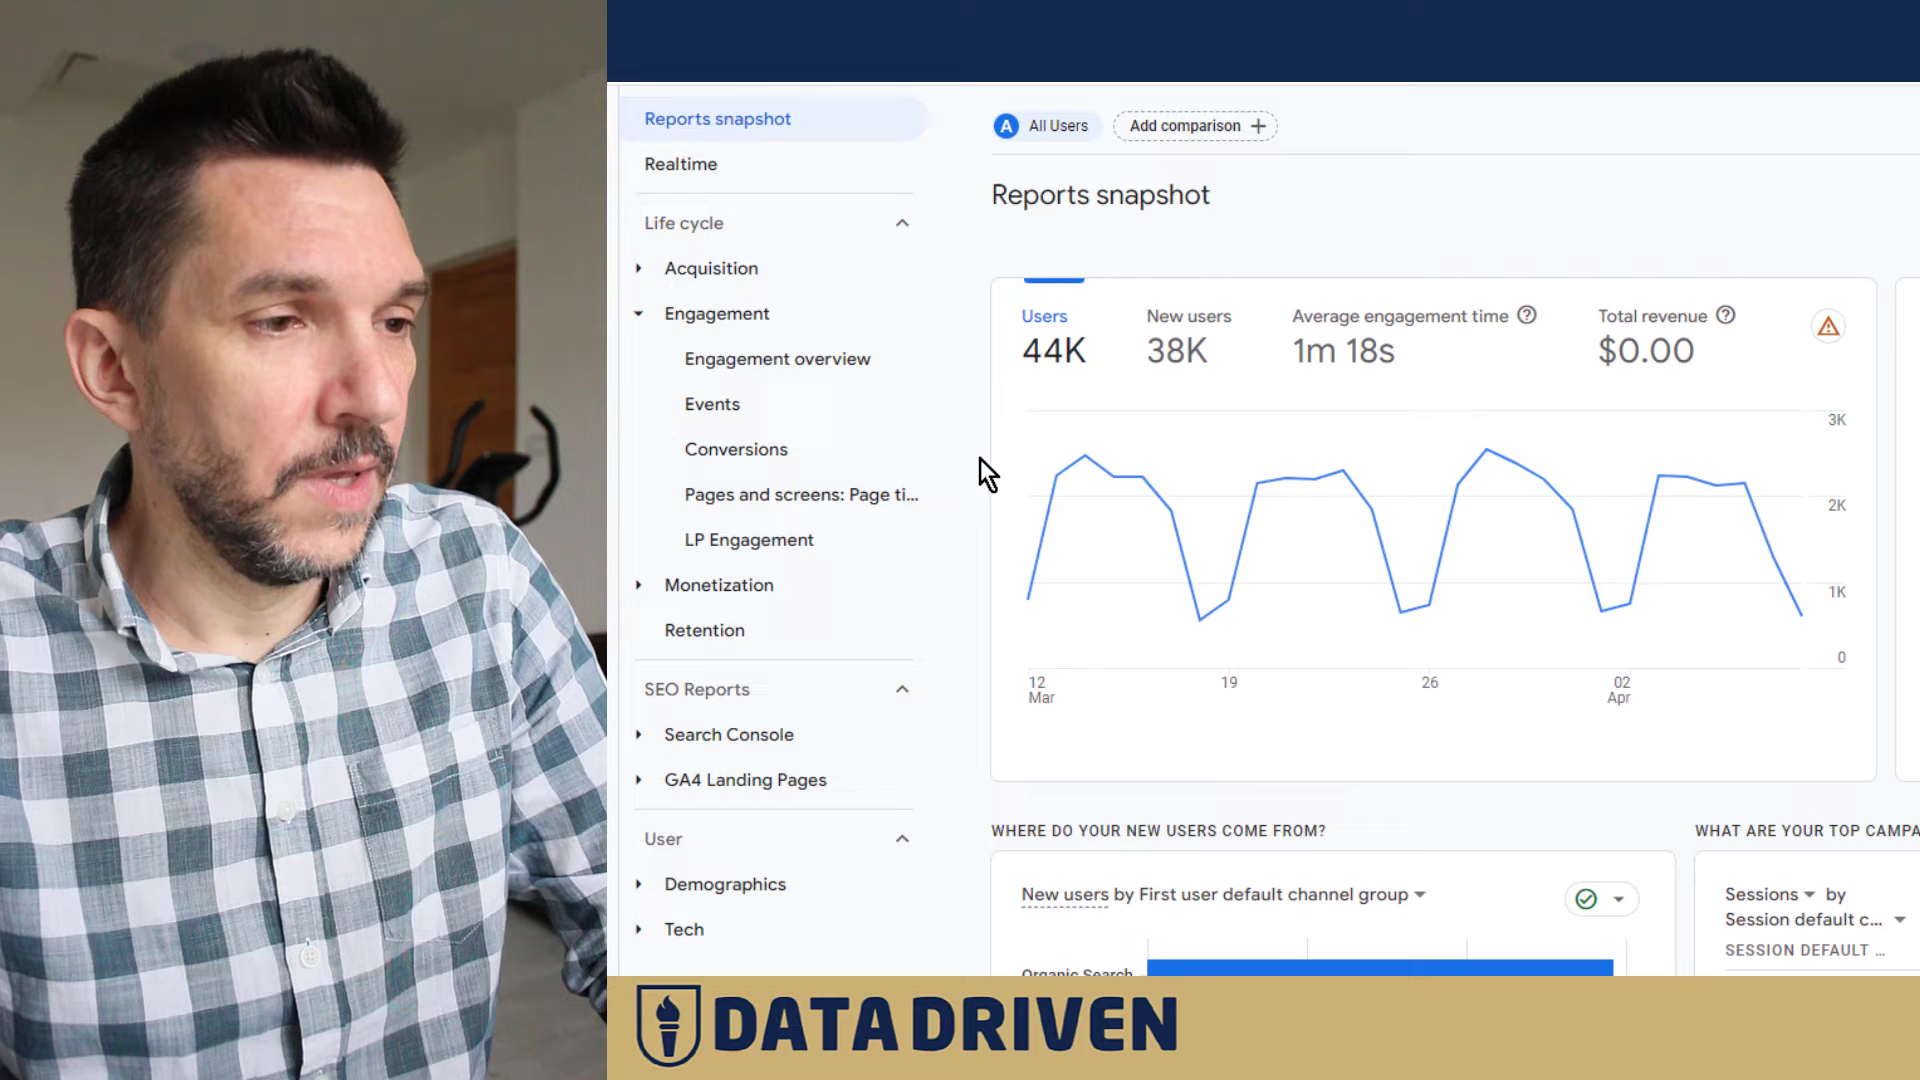 Reports snapshot
Realtime
Life cycle
Acquisition
Engagement
Engagement overview
Events
Conversions
Pages and screens: Page ti...
LP Engagement
Monetization
Retention
SEO Reports
Search Console
GA4 Landing Pages
User
Demographics
Tech
A All Users
Add comparison +
Reports snapshot
Users
44K
New users
38K
Average engagement time
1m 18s
Total revenue
$0.00
3K
2K
1K
0
12
Mar
19
26
02
Apr
WHERE DO YOUR NEW USERS COME FROM?
New users by First user default channel group
Organic Search
WHAT ARE YOUR TOP CAMPA
Sessions by
Session default c...
SESSION DEFAULT ...
DATA DRIVEN